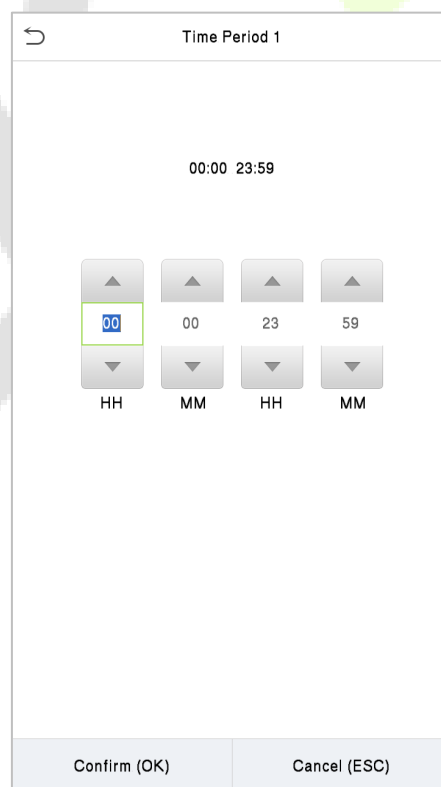 Time Period 1
00:00 23:59
00 00 23 59
HH MM HH MM
Confirm (OK) Cancel (ESC)